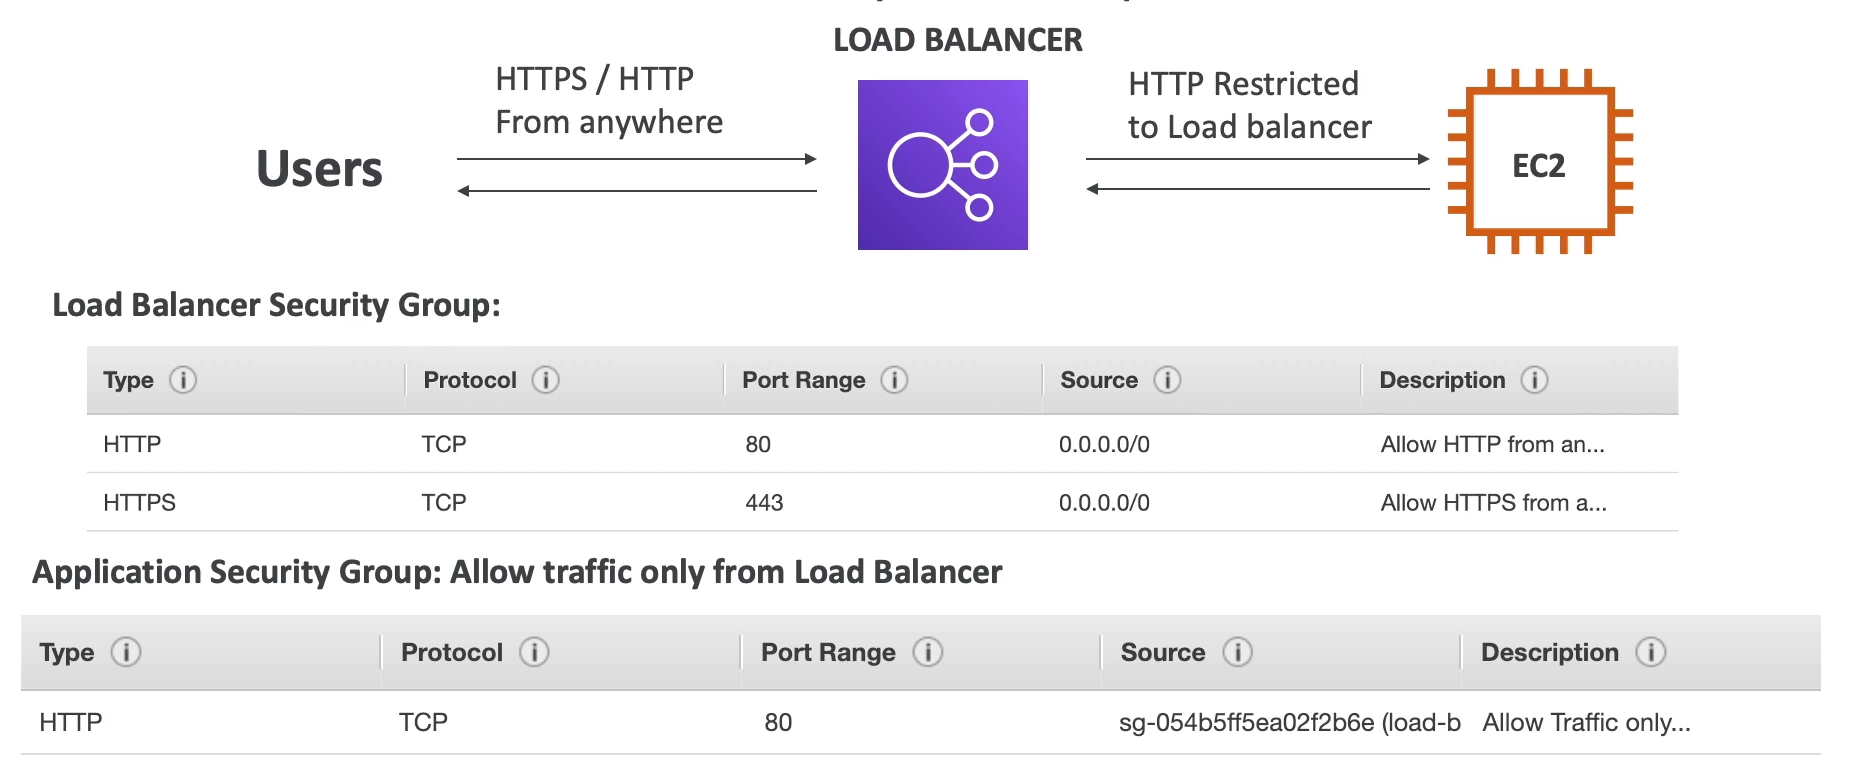 LOAD BALANCER
HTTPS / HTTP
From anywhere
HTTP Restricted
to Load balancer
Users
EC2
Load Balancer Security Group:
Type Protocol Port Range Source Description
HTTP TCP 80 0.0.0.0/0 Allow HTTP from an...
HTTPS TCP 443 0.0.0.0/0 Allow HTTPS from a...
Application Security Group: Allow traffic only from Load Balancer
Type Protocol Port Range Source Description
HTTP TCP 80 sg-054b5ff5ea02f2b6e (load-b Allow Traffic only...